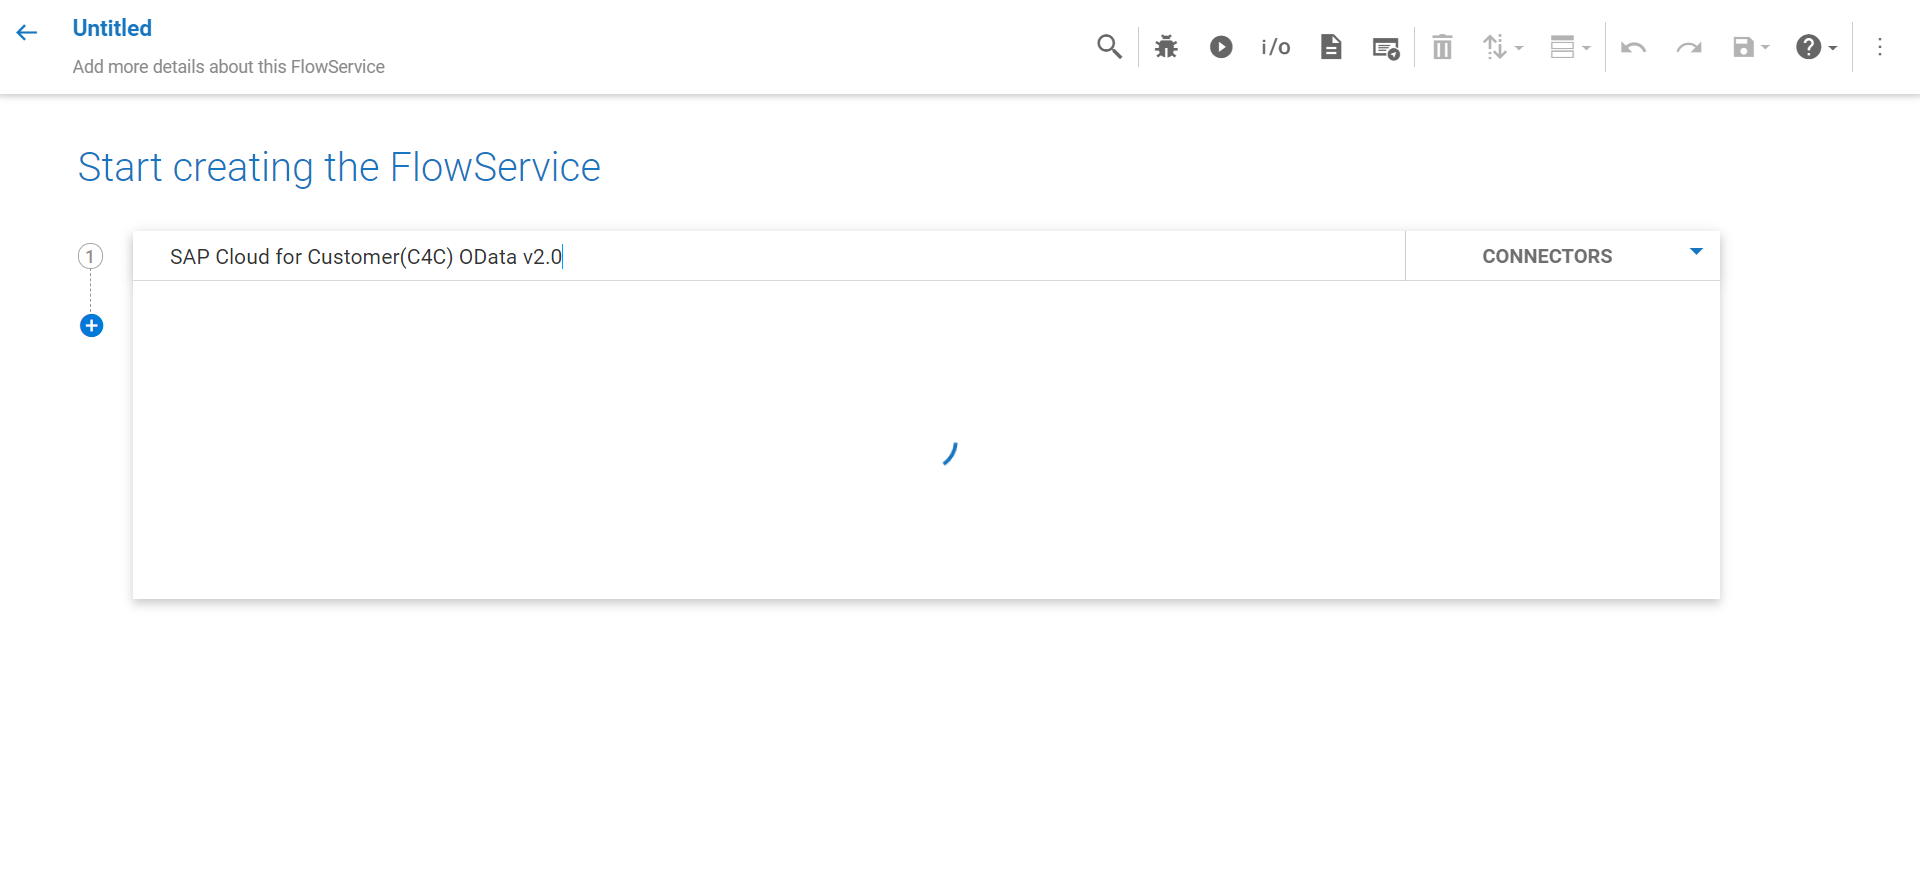 Untitled
Add more details about this FlowService
i/o
Start creating the FlowService
1
SAP Cloud for Customer(C4C) OData v2.0
CONNECTORS